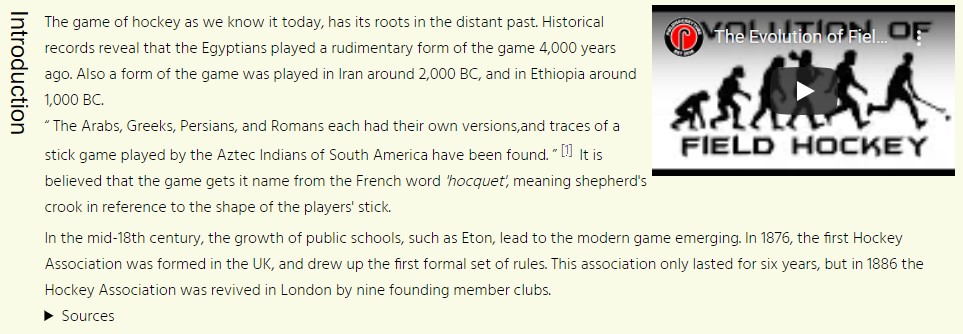 Introduction
The game of hockey as we know it today, has its roots in the distant past. Historical
records reveal that the Egyptians played a rudimentary form of the game 4,000 years
ago. Also a form of the game was played in Iran around 2,000 BC, and in Ethiopia around
1,000 BC.
“ The Arabs, Greeks, Persians, and Romans each had their own versions,and traces of a
stick game played by the Aztec Indians of South America have been found. ” [1] It is
believed that the game gets it name from the French word 'hocquet', meaning shepherd's
crook in reference to the shape of the players' stick.
In the mid-18th century, the growth of public schools, such as Eton, lead to the modern game emerging. In 1876, the first Hockey
Association was formed in the UK, and drew up the first formal set of rules. This association only lasted for six years, but in 1886 the
Hockey Association was revived in London by nine founding member clubs.
Sources
VOLUTION OF
The Evolution of Fiel...
FIELD HOCKEY